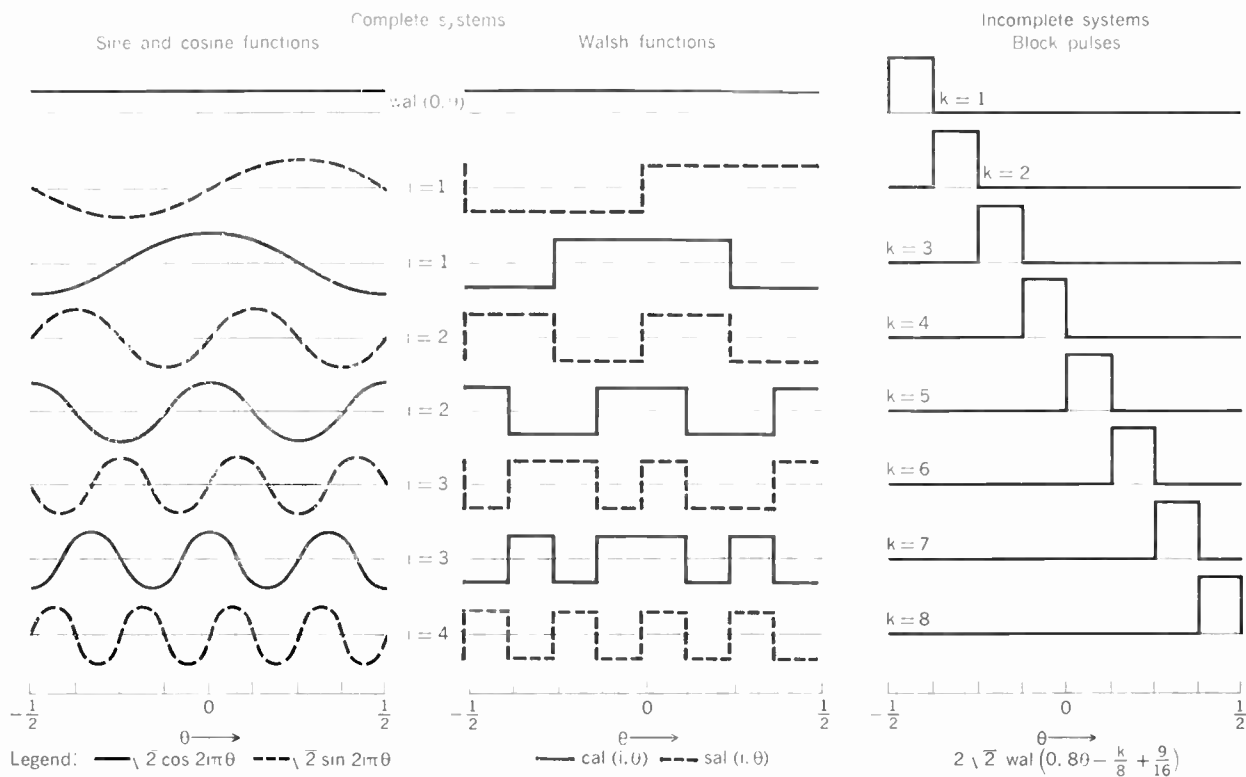 Complete systems
Sine and cosine functions
Walsh functions
Incomplete systems
Block pulses
wal (0,θ)
i = 1
i = 1
i = 2
i = 2
i = 3
i = 3
i = 4
k = 1
k = 2
k = 3
k = 4
k = 5
k = 6
k = 7
k = 8
−1/2 0 1/2
θ→
−1/2 0 1/2
θ→
−1/2 0 1/2
θ→
Legend: —— √2 cos 2iπθ ---- √2 sin 2iπθ
—— cal (i,θ) ---- sal (i,θ)
2 √2 wal (0. 8θ − k/8 + 9/16)